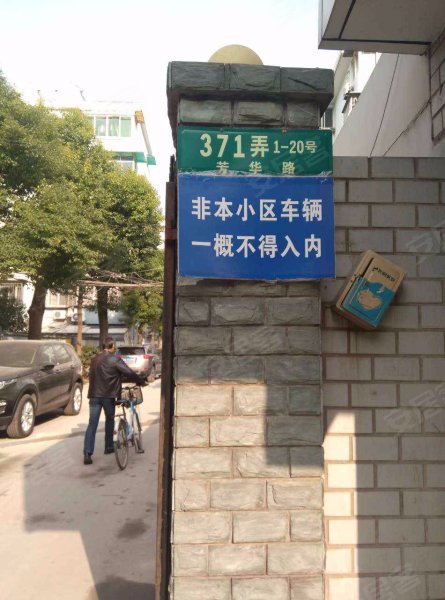 371弄 1-20号
芳华路
非本小区车辆
一概不得入内